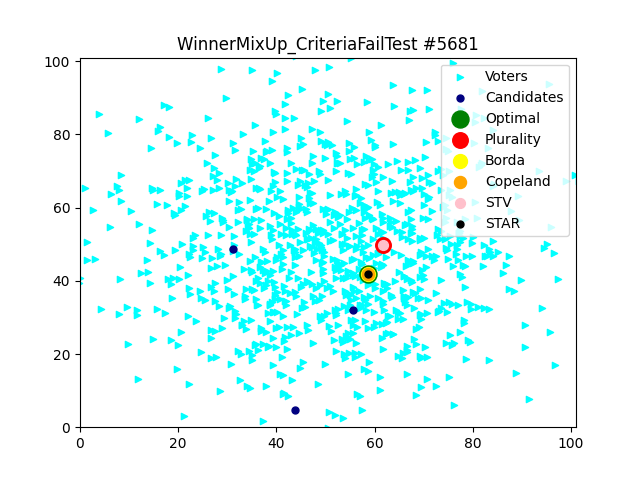 WinnerMixUp_CriteriaFailTest #5681
100
80
60
40
20
0
0 20 40 60 80 100
Voters
Candidates
Optimal
Plurality
Borda
Copeland
STV
STAR